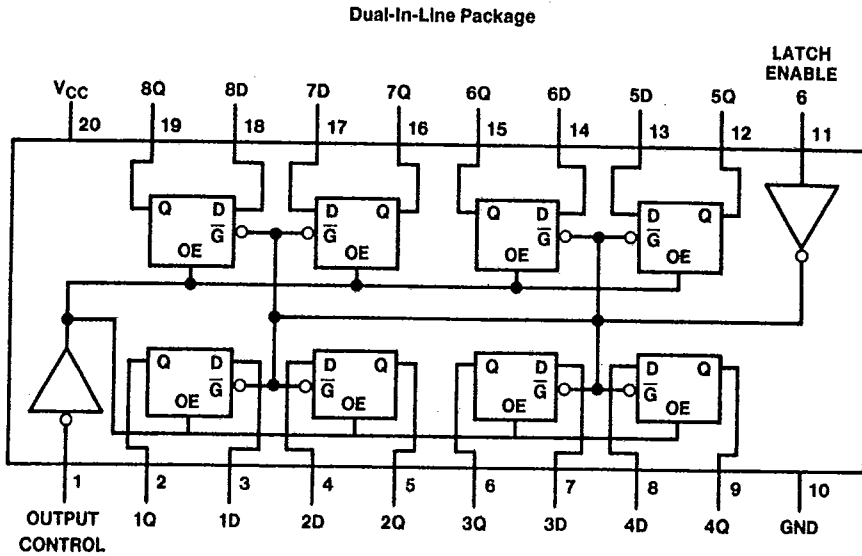 Dual-In-Line Package
LATCH
ENABLE
VCC 8Q 8D 7D 7Q 6Q 6D 5D 5Q 6
20 19 18 17 16 15 14 13 12 11
Q D D Q Q D D Q
G G G G
OE OE OE OE
Q D D Q Q D D Q
G G G G
OE OE OE OE
1 2 3 4 5 6 7 8 9 10
OUTPUT 1Q 1D 2D 2Q 3Q 3D 4D 4Q GND
CONTROL